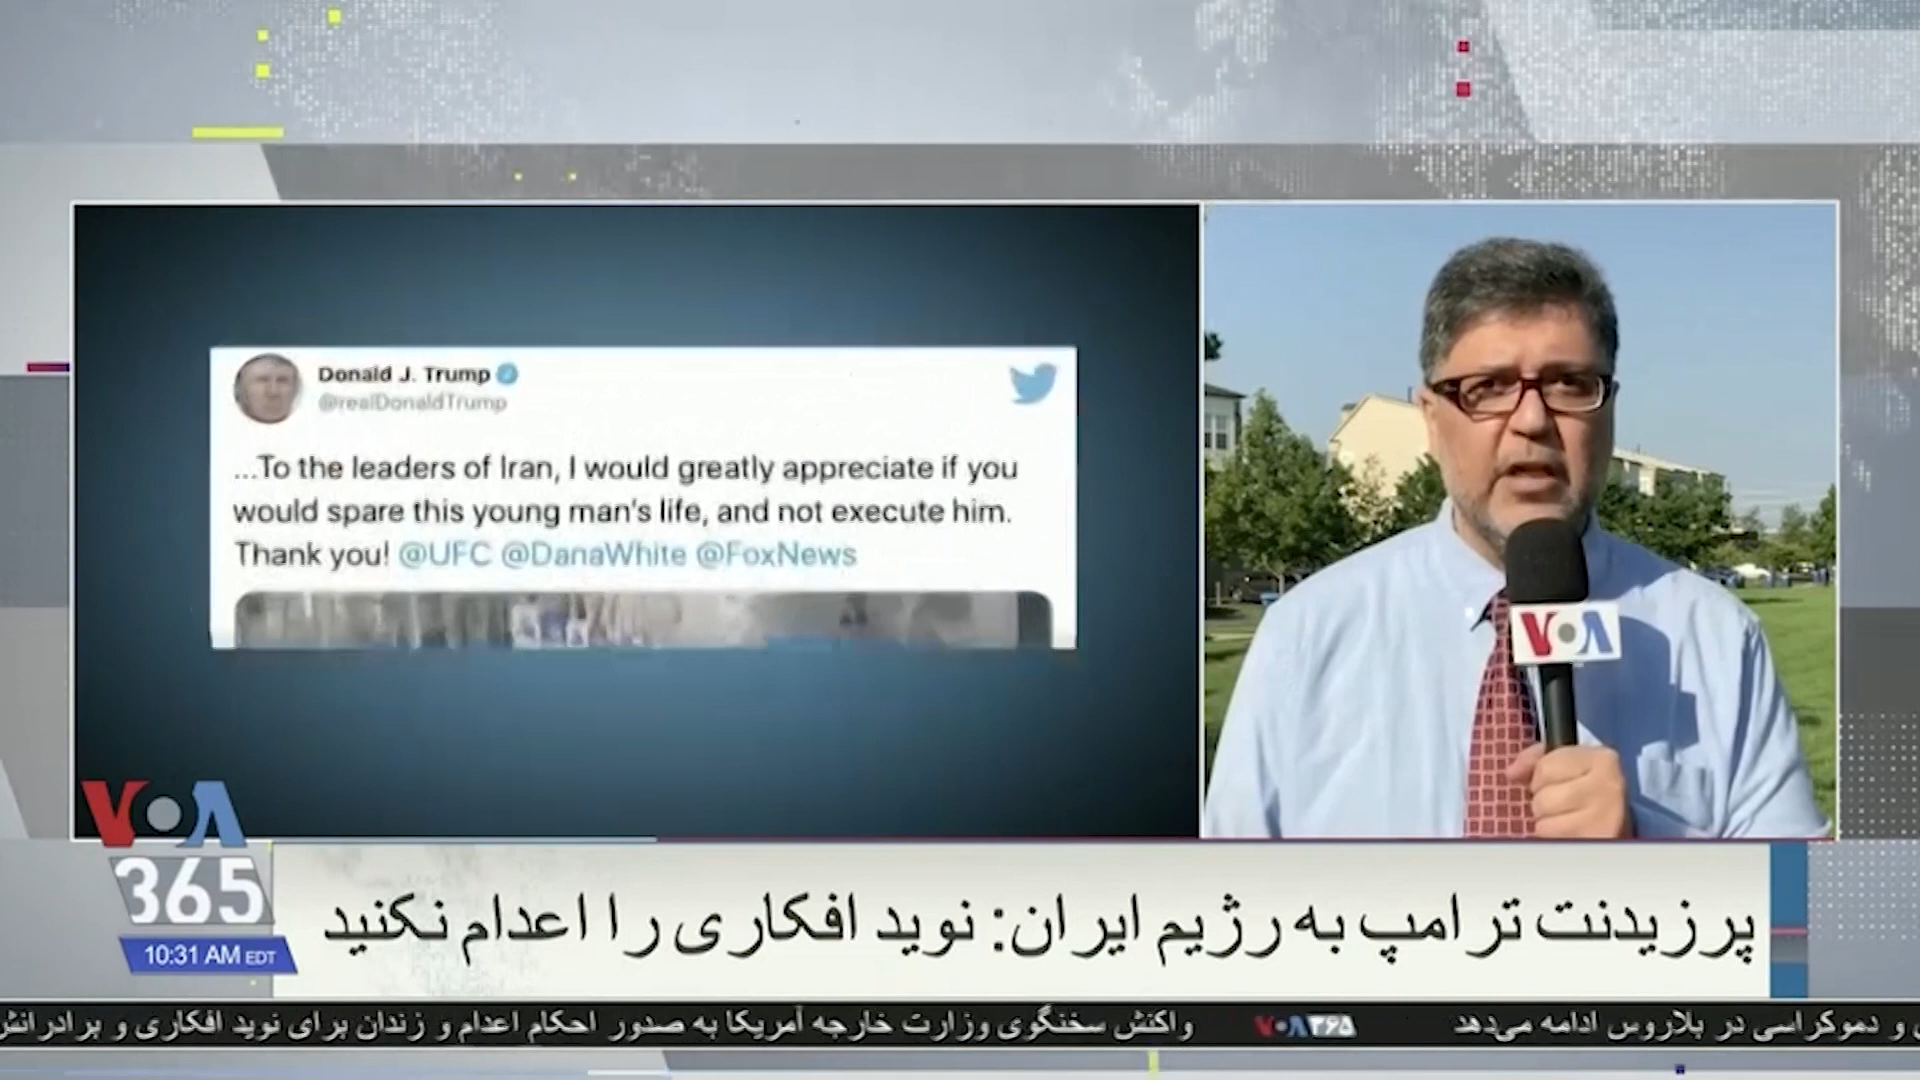 Donald J. Trump
@realDonaldTrump
...To the leaders of Iran, I would greatly appreciate if you
would spare this young man's life, and not execute him.
Thank you! @UFC @DanaWhite @FoxNews
VOA
VOA
365
10:31 AM EDT
پرزیدنت ترامپ به رژیم ایران: نوید افکاری را اعدام نکنید
و دموکراسی در بلاروس ادامه می‌دهد VOA۳۶۵ واکنش سخنگوی وزارت خارجه آمریکا به صدور احکام اعدام و زندان برای نوید افکاری و برادرانش